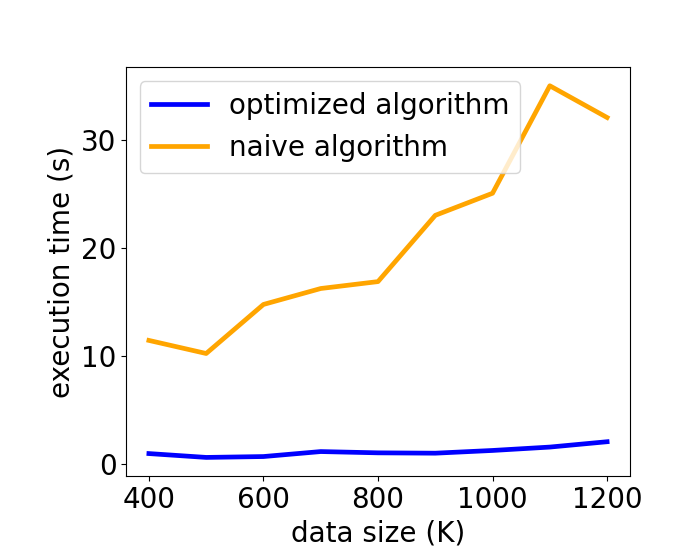 optimized algorithm
naive algorithm
execution time (s)
30
20
10
0
400 600 800 1000 1200
data size (K)